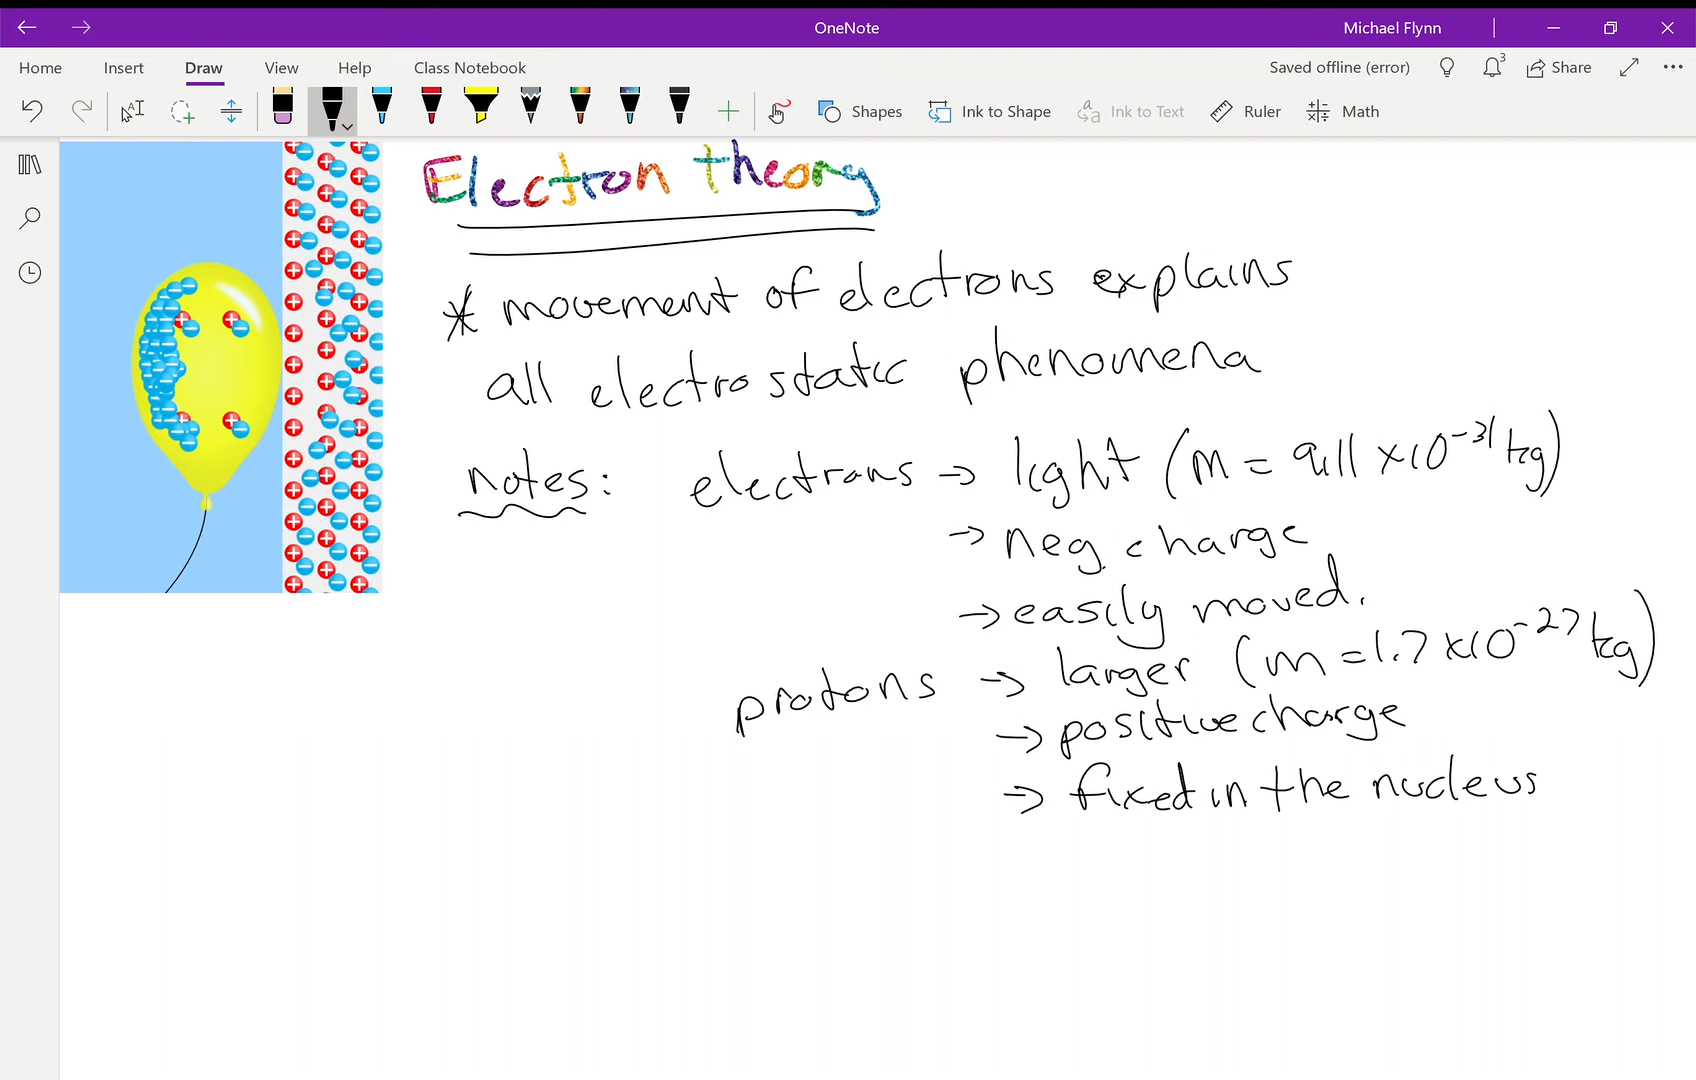 OneNote
Michael Flynn
Home Insert Draw View Help Class Notebook
Saved offline (error) 3 Share
Shapes Ink to Shape Ink to Text Ruler Math
Electron theory
* movement of electrons explains
all electrostatic phenomena
notes: electrons → light (m = 9.11 x10⁻³¹ kg)
→ neg. charge
→ easily moved.
protons → larger (m = 1.7 x10⁻²⁷ kg)
→ positive charge
→ fixed in the nucleus